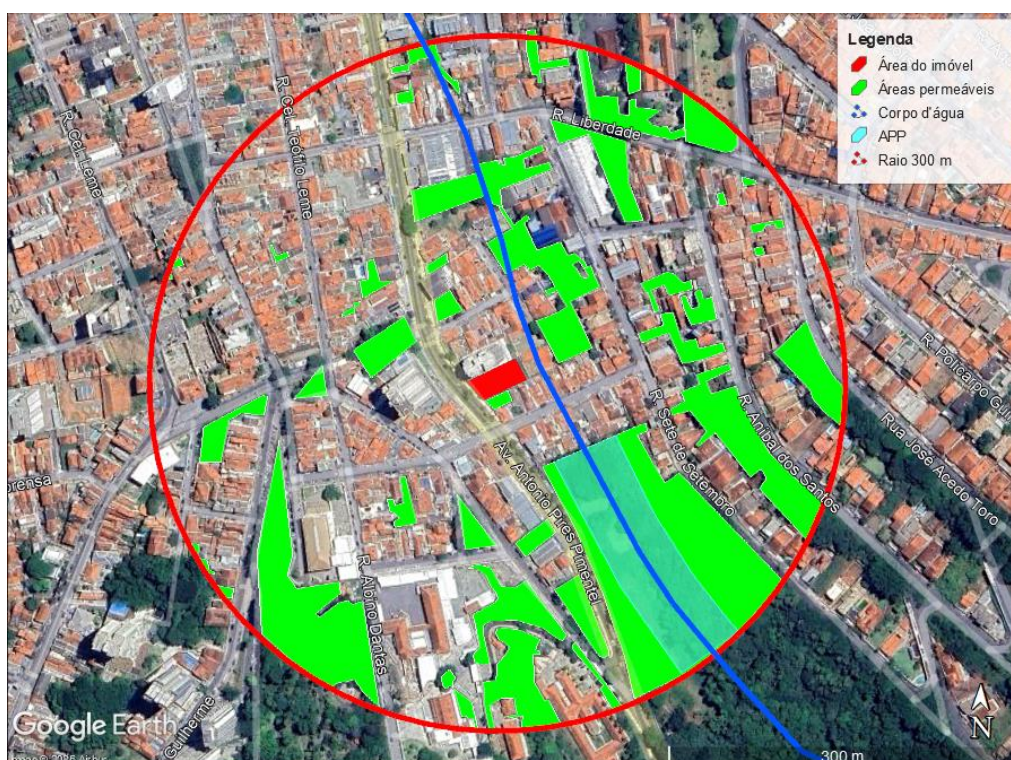 Legenda
Área do imóvel
Áreas permeáveis
Corpo d'água
APP
Raio 300 m
R. Cel. Leme
R. Cel. Teófilo Leme
R. Liberdade
R. Policarpo Gui
Rua José Acedo Toro
R. Aníbal dos Santos
R. Sete de Setembro
Av. Antonio Pires Pimentel
R. Albino Dantas
Guilherme
Google Earth
300 m
N